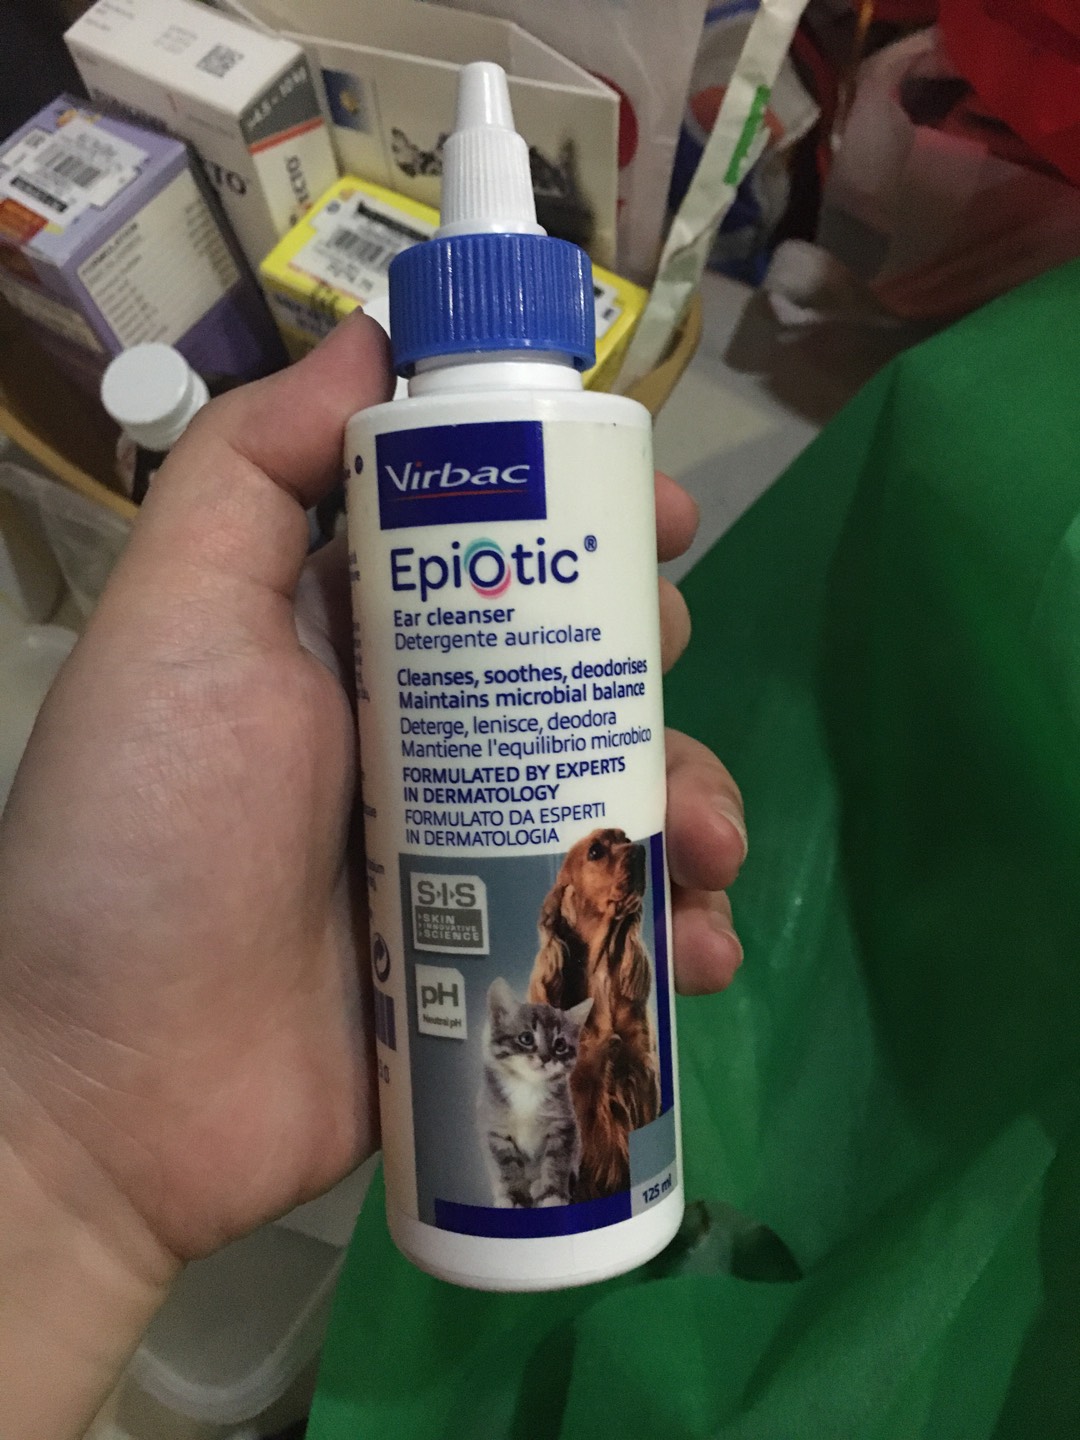 Virbac
EpiOtic®
Ear cleanser
Detergente auricolare
Cleanses, soothes, deodorises
Maintains microbial balance
Deterge, lenisce, deodora
Mantiene l'equilibrio microbico
FORMULATED BY EXPERTS
IN DERMATOLOGY
FORMULATO DA ESPERTI
IN DERMATOLOGIA
S·I·S
SKIN
INNOVATIVE
SCIENCE
pH
Neutral pH
125 ml